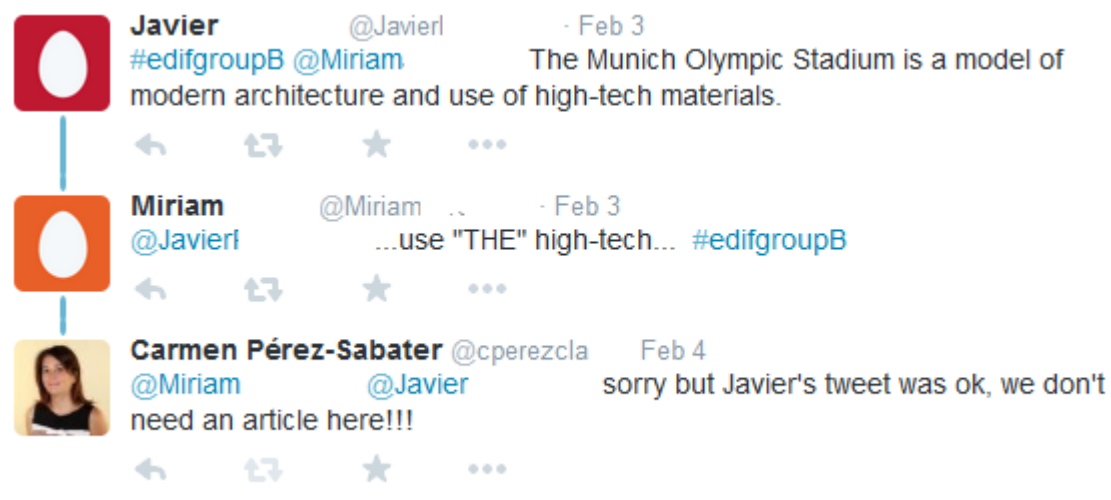 Javier @Javierl · Feb 3
#edifgroupB @Miriam The Munich Olympic Stadium is a model of
modern architecture and use of high-tech materials.
Miriam @Miriam · Feb 3
@JavierF ...use "THE" high-tech... #edifgroupB
Carmen Pérez-Sabater @cperezcla Feb 4
@Miriam @Javier sorry but Javier's tweet was ok, we don't
need an article here!!!